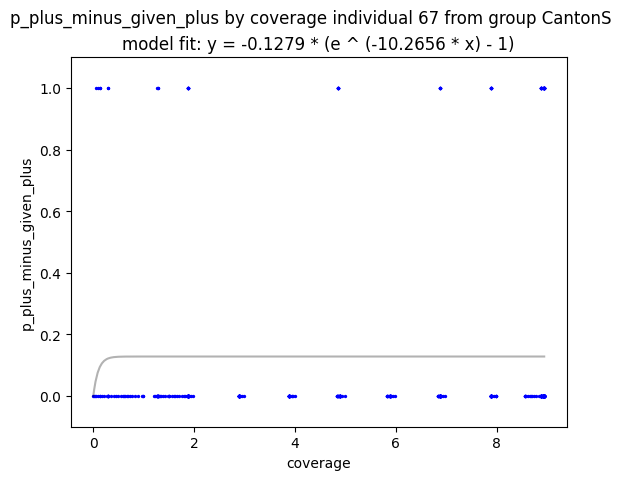 p_plus_minus_given_plus by coverage individual 67 from group CantonS
model fit: y = -0.1279 * (e ^ (-10.2656 * x) - 1)
1.0
0.8
0.6
0.4
0.2
0.0
p_plus_minus_given_plus
0 2 4 6 8
coverage